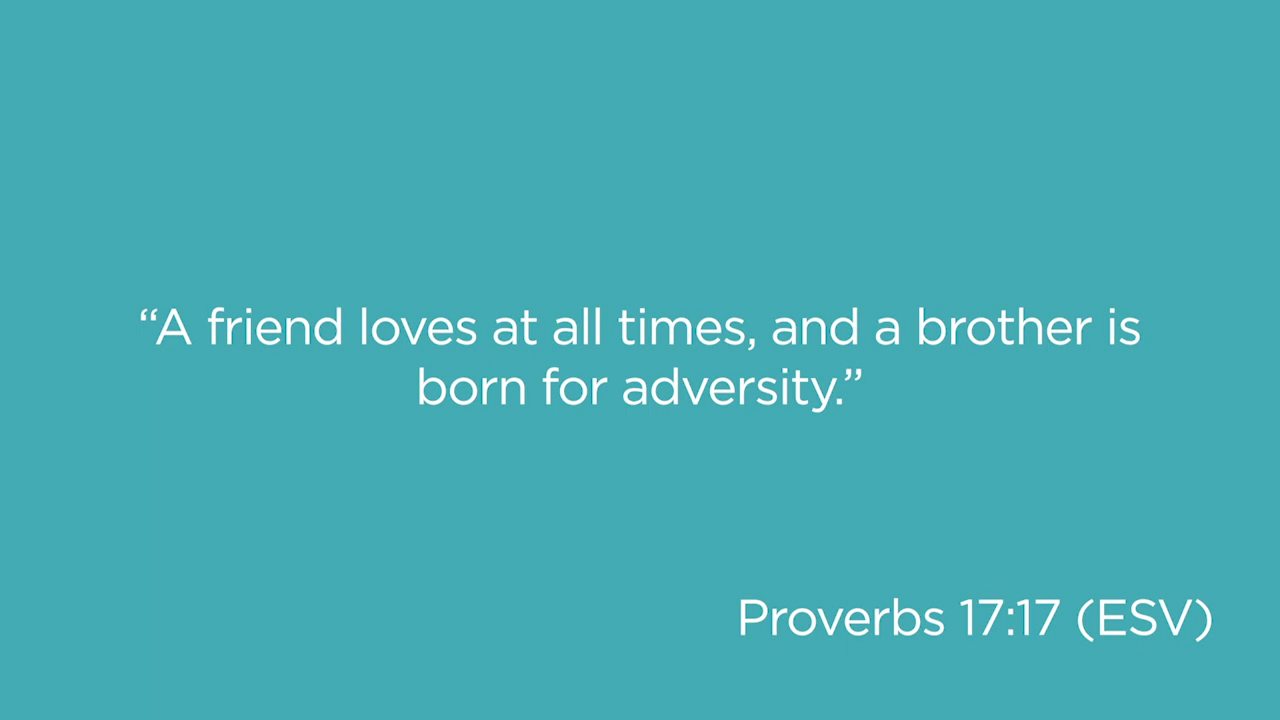 “A friend loves at all times, and a brother is
born for adversity.”
Proverbs 17:17 (ESV)